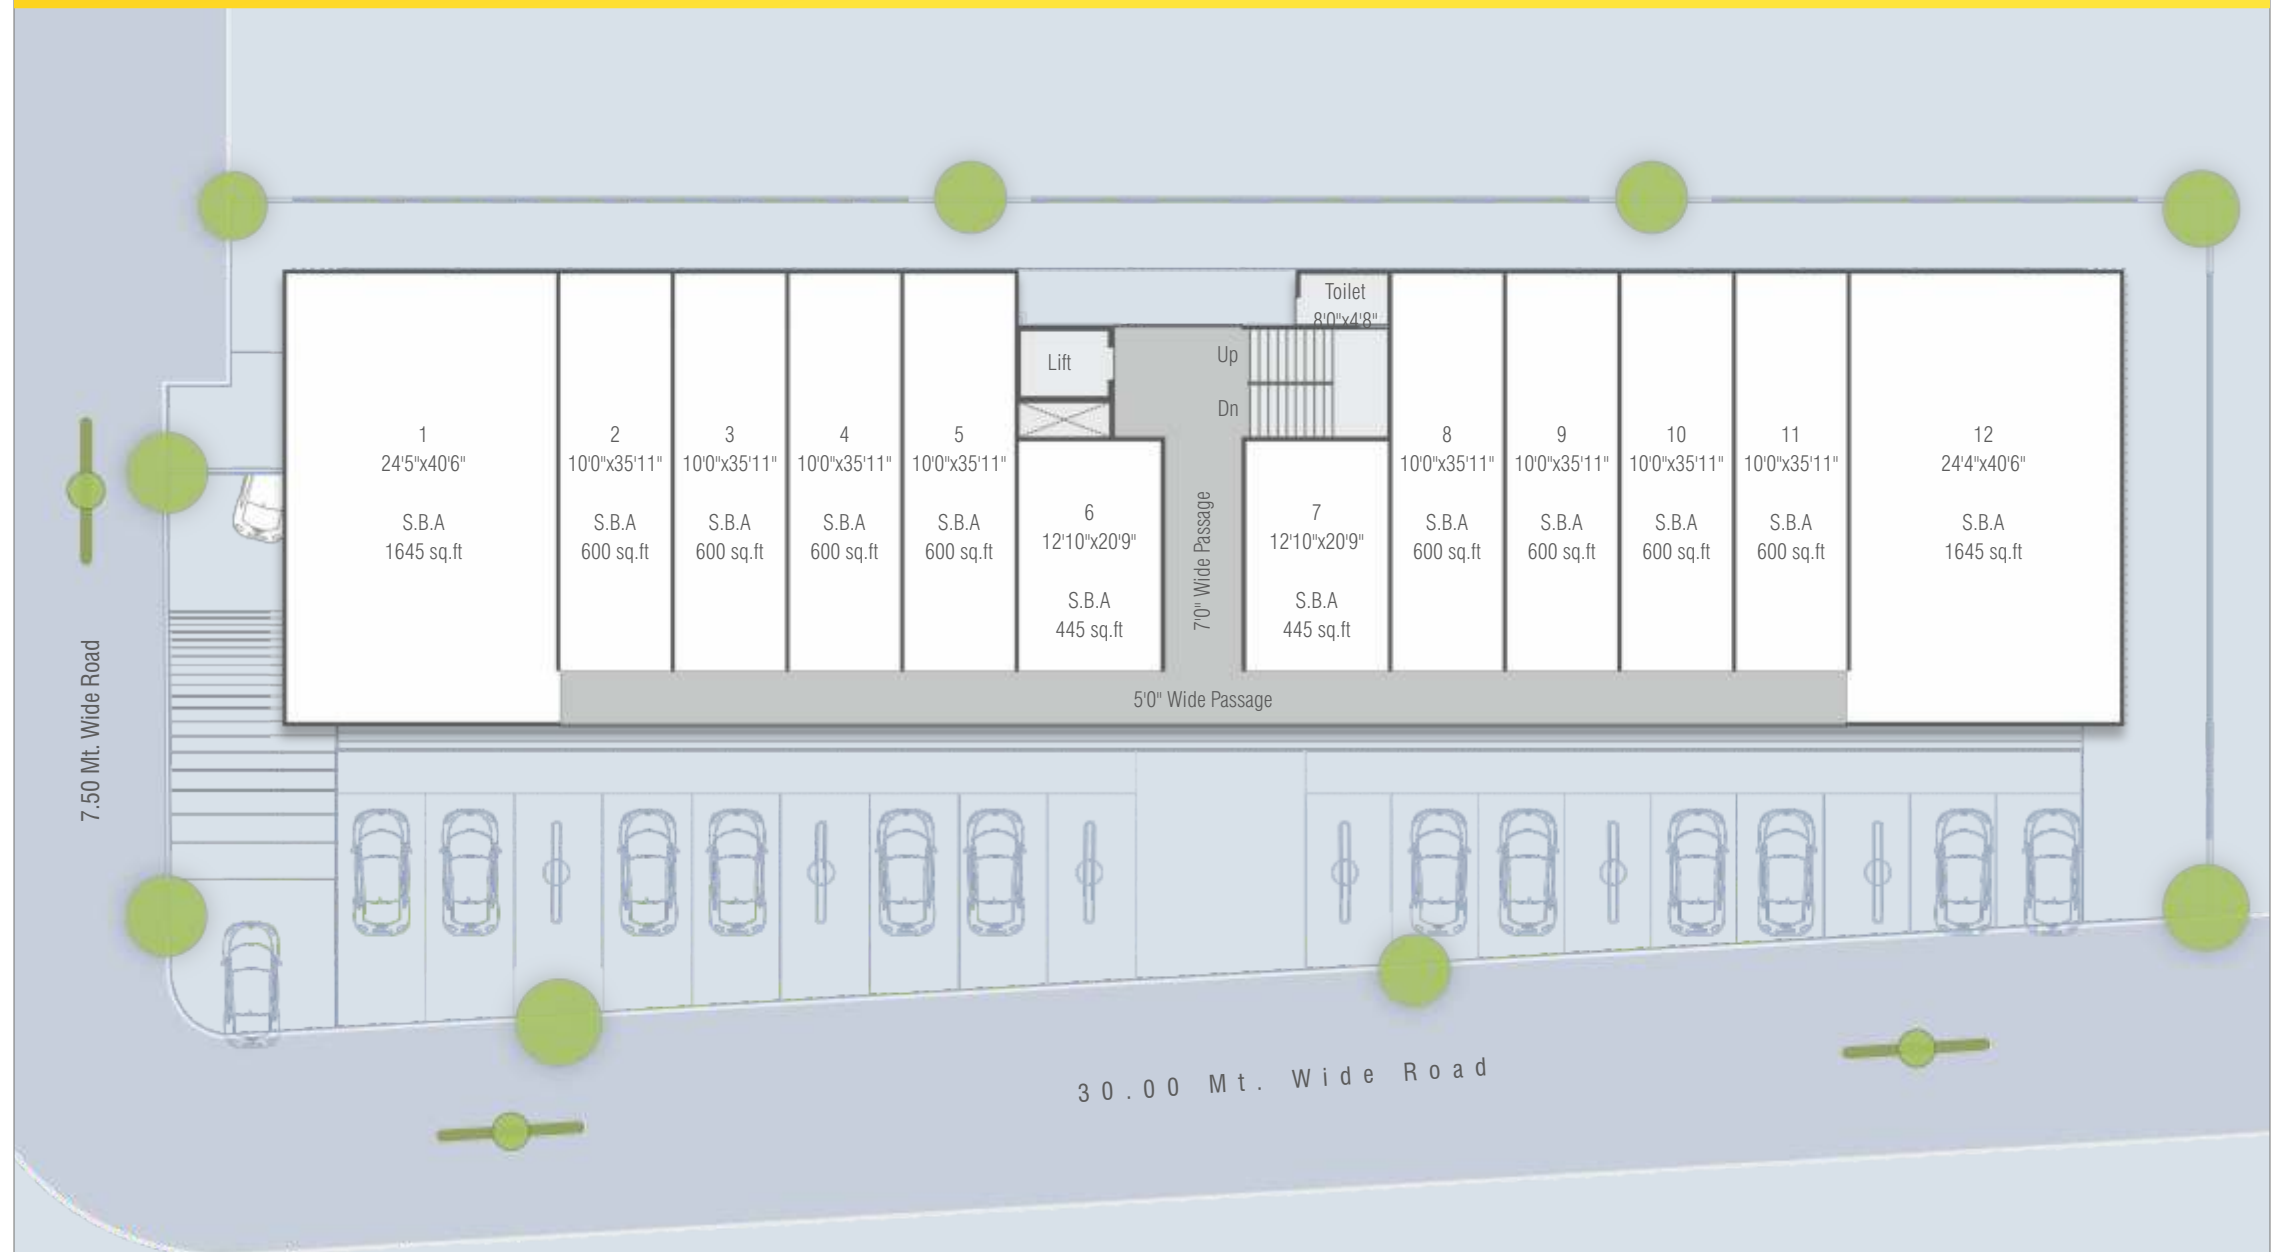 Toilet
8'0"x4'8"
Lift
Up
Dn
1
24'5"x40'6"
S.B.A
1645 sq.ft
2
10'0"x35'11"
S.B.A
600 sq.ft
3
10'0"x35'11"
S.B.A
600 sq.ft
4
10'0"x35'11"
S.B.A
600 sq.ft
5
10'0"x35'11"
S.B.A
600 sq.ft
6
12'10"x20'9"
S.B.A
445 sq.ft
7'0" Wide Passage
7
12'10"x20'9"
S.B.A
445 sq.ft
8
10'0"x35'11"
S.B.A
600 sq.ft
9
10'0"x35'11"
S.B.A
600 sq.ft
10
10'0"x35'11"
S.B.A
600 sq.ft
11
10'0"x35'11"
S.B.A
600 sq.ft
12
24'4"x40'6"
S.B.A
1645 sq.ft
5'0" Wide Passage
7.50 Mt. Wide Road
30.00 Mt. Wide Road